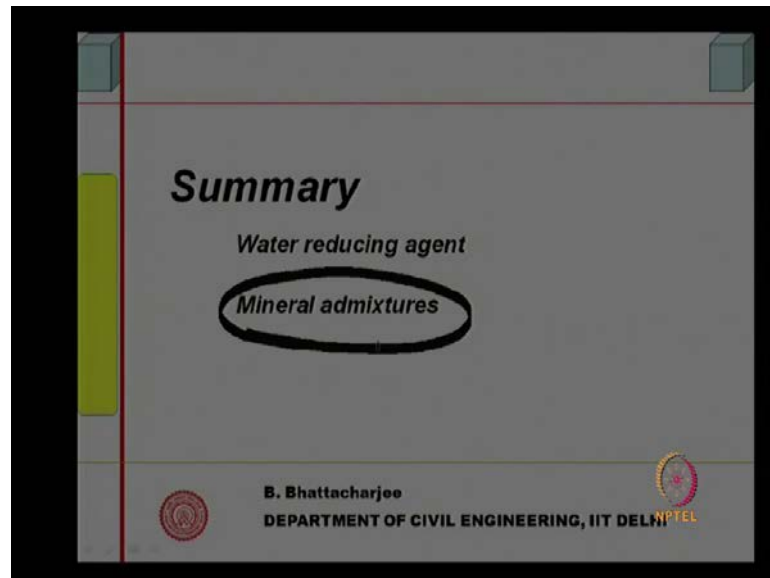 Summary
Water reducing agent
Mineral admixtures
B. Bhattacharjee
DEPARTMENT OF CIVIL ENGINEERING, IIT DELHI
NPTEL